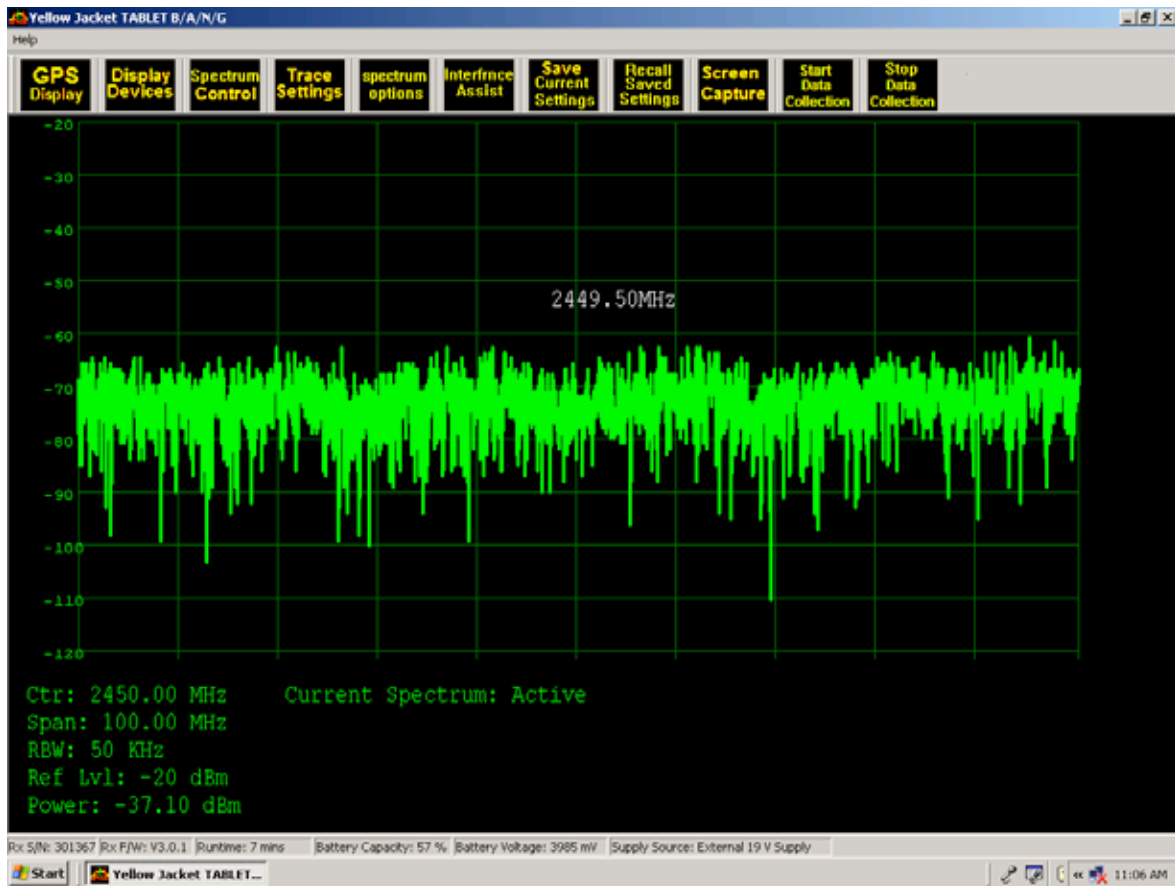 Yellow Jacket TABLET B/A/N/G
Help
GPS Display
Display Devices
Spectrum Control
Trace Settings
spectrum options
Interfrnce Assist
Save Current Settings
Recall Saved Settings
Screen Capture
Start Data Collection
Stop Data Collection
-20
-30
-40
-50
2449.50MHz
-60
-70
-80
-90
-100
-110
-120
Ctr: 2450.00 MHz Current Spectrum: Active
Span: 100.00 MHz
RBW: 50 KHz
Ref Lvl: -20 dBm
Power: -37.10 dBm
Rx S/N: 301367 Rx F/W: V3.0.1 Runtime: 7 mins Battery Capacity: 57 % Battery Voltage: 3985 mV Supply Source: External 19 V Supply
Start Yellow Jacket TABLET... « 11:06 AM